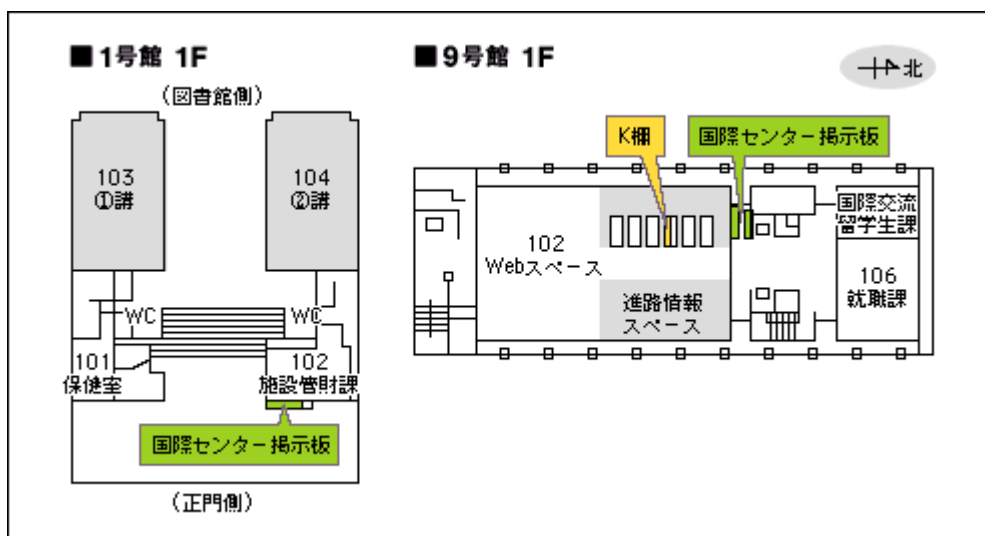 ■1号館 1F
(図書館側)
103
①講
104
②講
WC
WC
101
保健室
102
施設管財課
国際センター掲示板
(正門側)
■9号館 1F
北
K棚
国際センター掲示板
102
Webスペース
進路情報
スペース
国際交流
留学生課
106
就職課